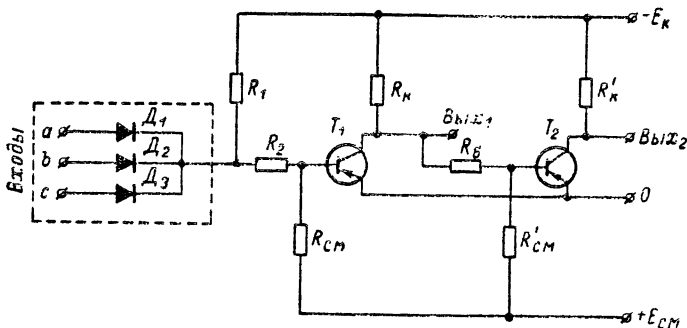 -Eк
R₁
Rк
R'к
Входы
a
b
c
Д₁
Д₂
Д₃
R₂
T₁
Вых₁
Rб
T₂
Вых₂
0
Rсм
R'см
+Eсм